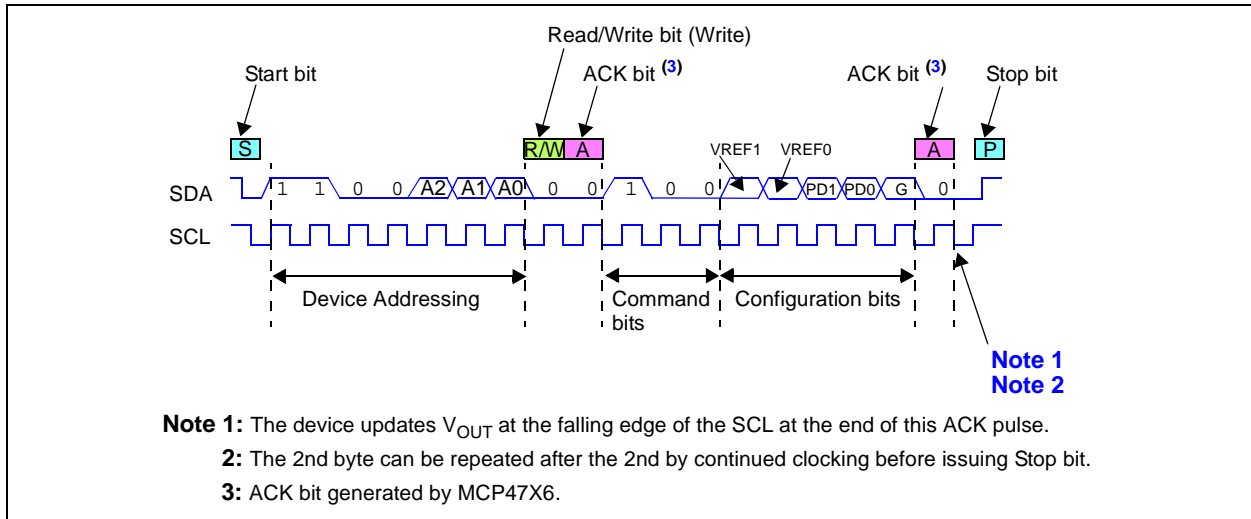 Read/Write bit (Write)
Start bit
ACK bit (3)
ACK bit (3)
Stop bit
S
R/W
A
VREF1
VREF0
A
P
SDA
1 1 0 0 A2 A1 A0 0 0 1 0 0 PD1 PD0 G 0
SCL
Device Addressing
Command
bits
Configuration bits
Note 1
Note 2
Note 1: The device updates VOUT at the falling edge of the SCL at the end of this ACK pulse.
2: The 2nd byte can be repeated after the 2nd by continued clocking before issuing Stop bit.
3: ACK bit generated by MCP47X6.